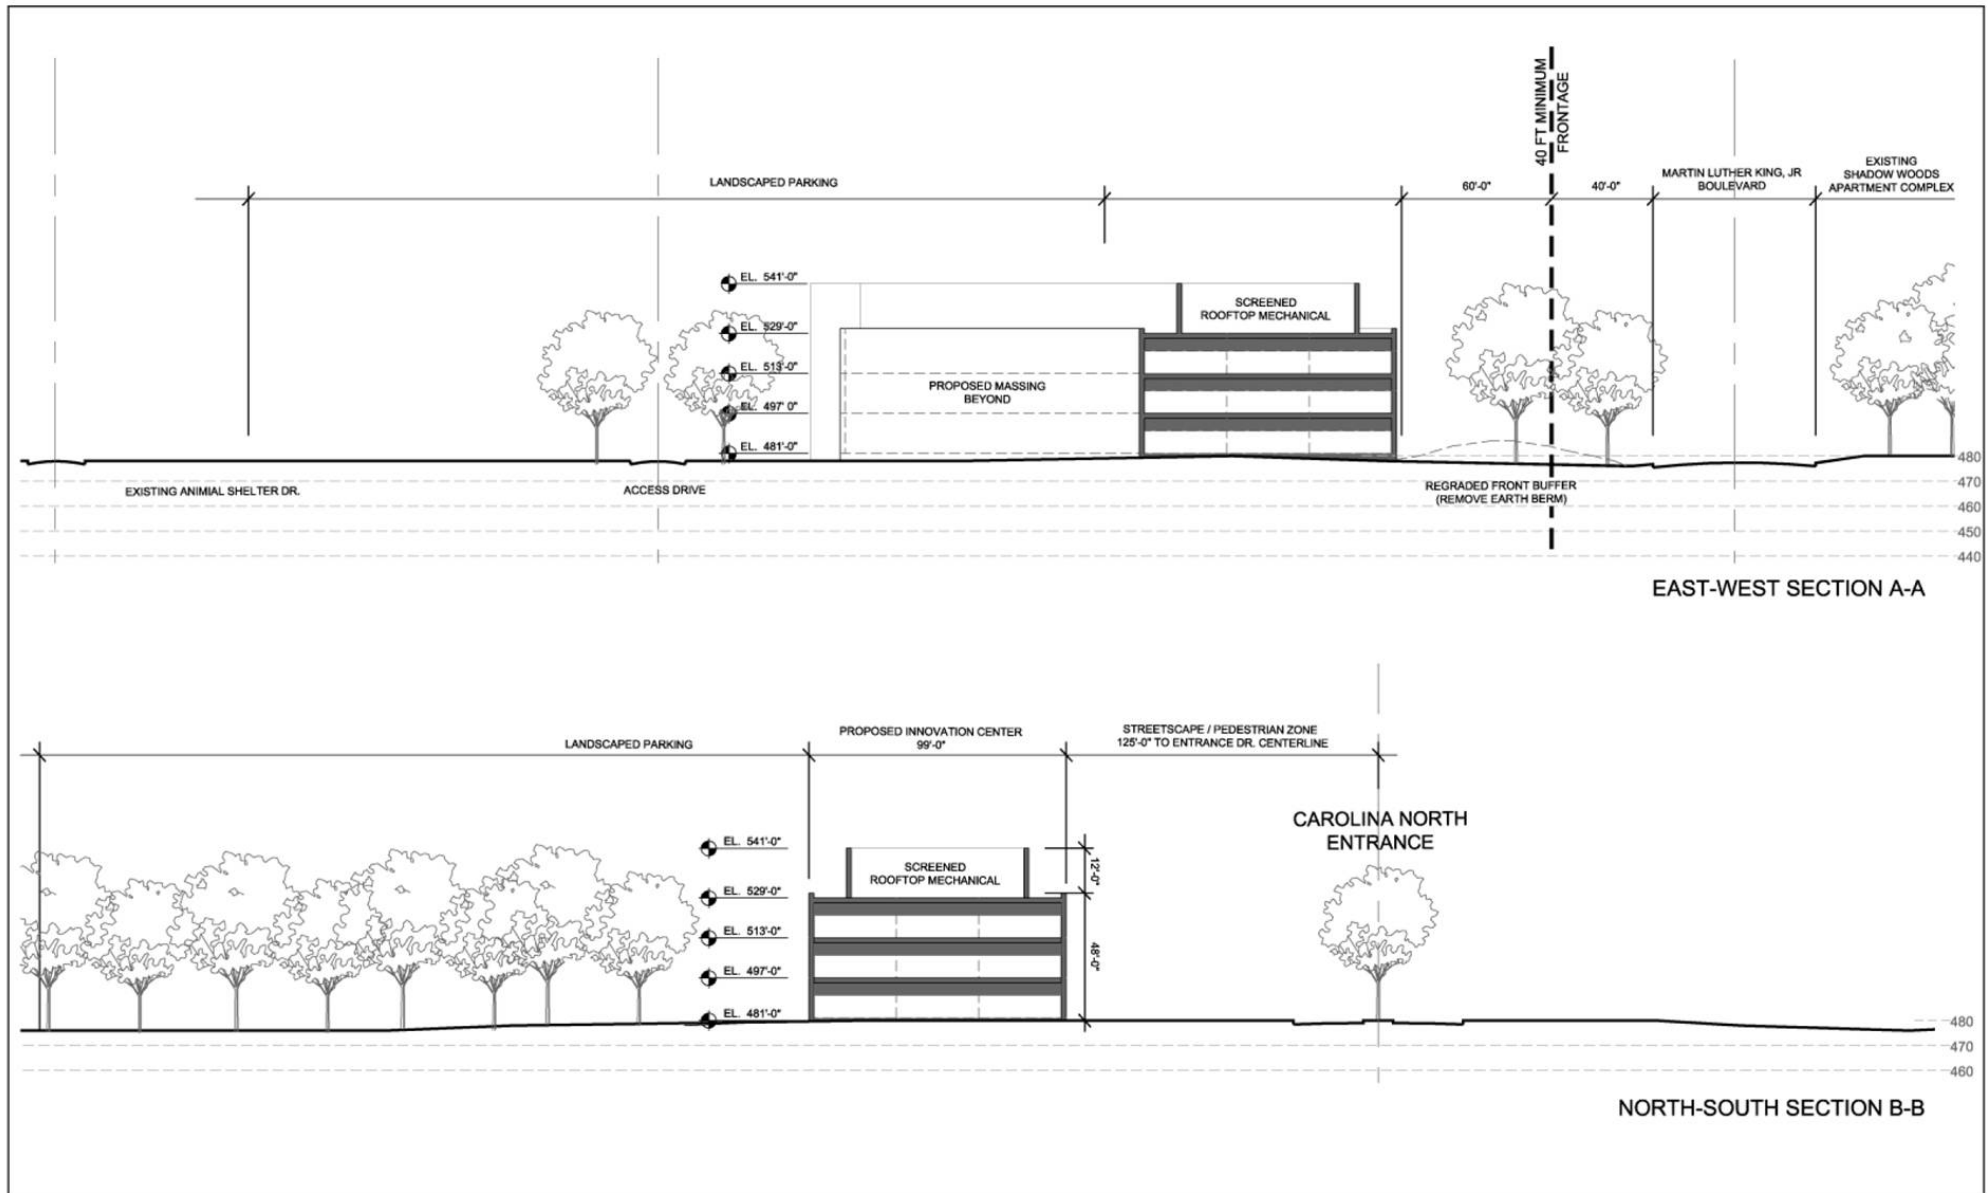 40 FT MINIMUM
FRONTAGE
LANDSCAPED PARKING
60'-0"
40'-0"
MARTIN LUTHER KING, JR
BOULEVARD
EXISTING
SHADOW WOODS
APARTMENT COMPLEX
EL. 541'-0"
EL. 529'-0"
EL. 513'-0"
EL. 497' 0"
EL. 481'-0"
SCREENED
ROOFTOP MECHANICAL
PROPOSED MASSING
BEYOND
EXISTING ANIMIAL SHELTER DR.
ACCESS DRIVE
REGRADED FRONT BUFFER
(REMOVE EARTH BERM)
480
470
460
450
440
EAST-WEST SECTION A-A
LANDSCAPED PARKING
PROPOSED INNOVATION CENTER
99'-0"
STREETSCAPE / PEDESTRIAN ZONE
125'-0" TO ENTRANCE DR. CENTERLINE
CAROLINA NORTH
ENTRANCE
EL. 541'-0"
EL. 529'-0"
EL. 513'-0"
EL. 497'-0"
EL. 481'-0"
SCREENED
ROOFTOP MECHANICAL
12'-0"
48'-0"
480
470
460
NORTH-SOUTH SECTION B-B